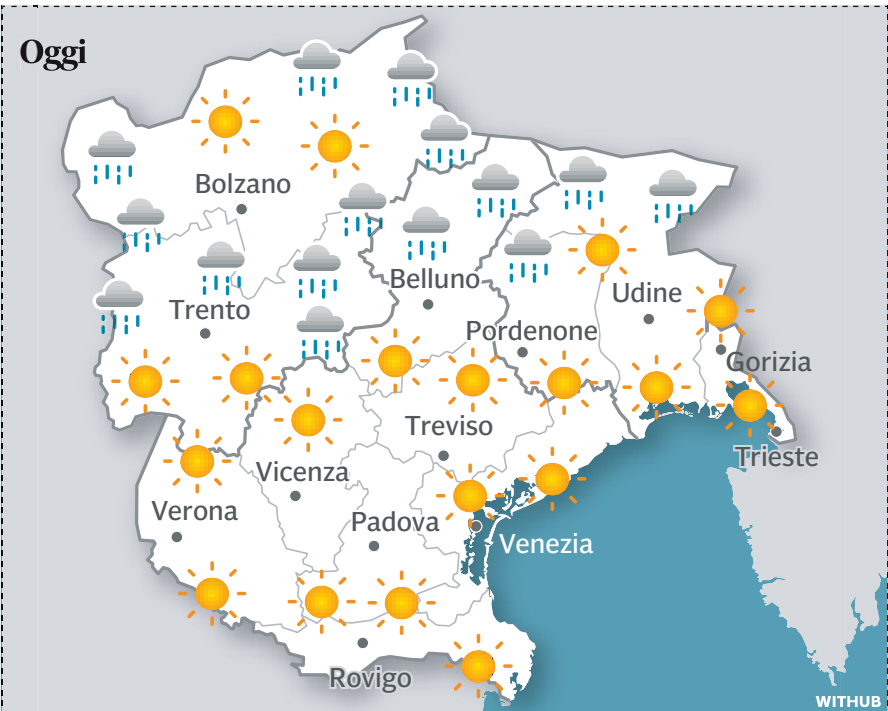 Oggi
Bolzano
Belluno
Trento
Udine
Pordenone
Gorizia
Treviso
Trieste
Vicenza
Verona
Padova
Venezia
Rovigo
WITHUB